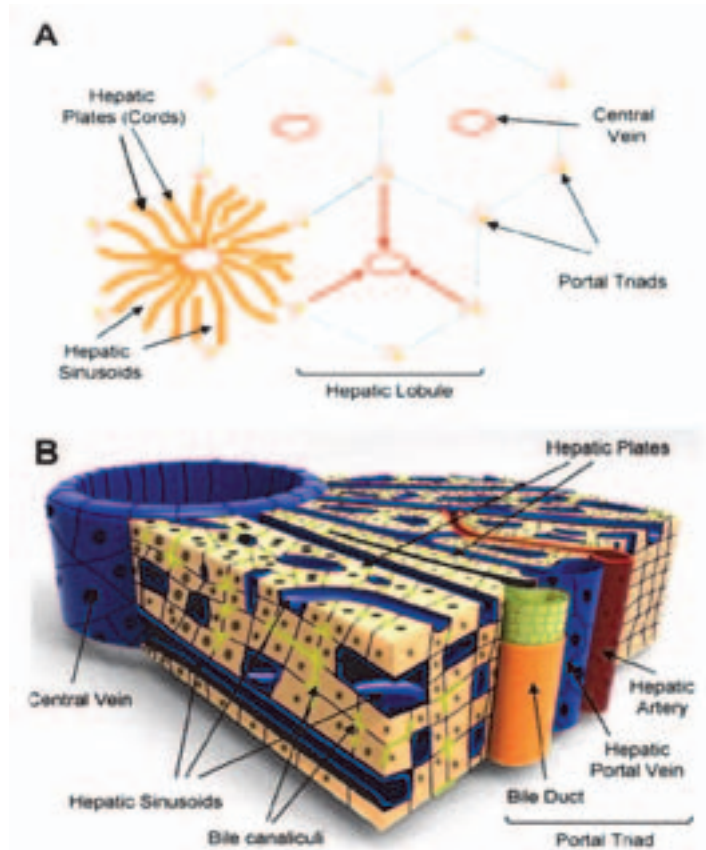 A
Hepatic
Plates (Cords)
Central
Vein
Portal Triads
Hepatic
Sinusoids
Hepatic Lobule
B
Hepatic Plates
Central Vein
Hepatic
Artery
Hepatic
Portal Vein
Hepatic Sinusoids
Bile Duct
Bile canaliculi
Portal Triad